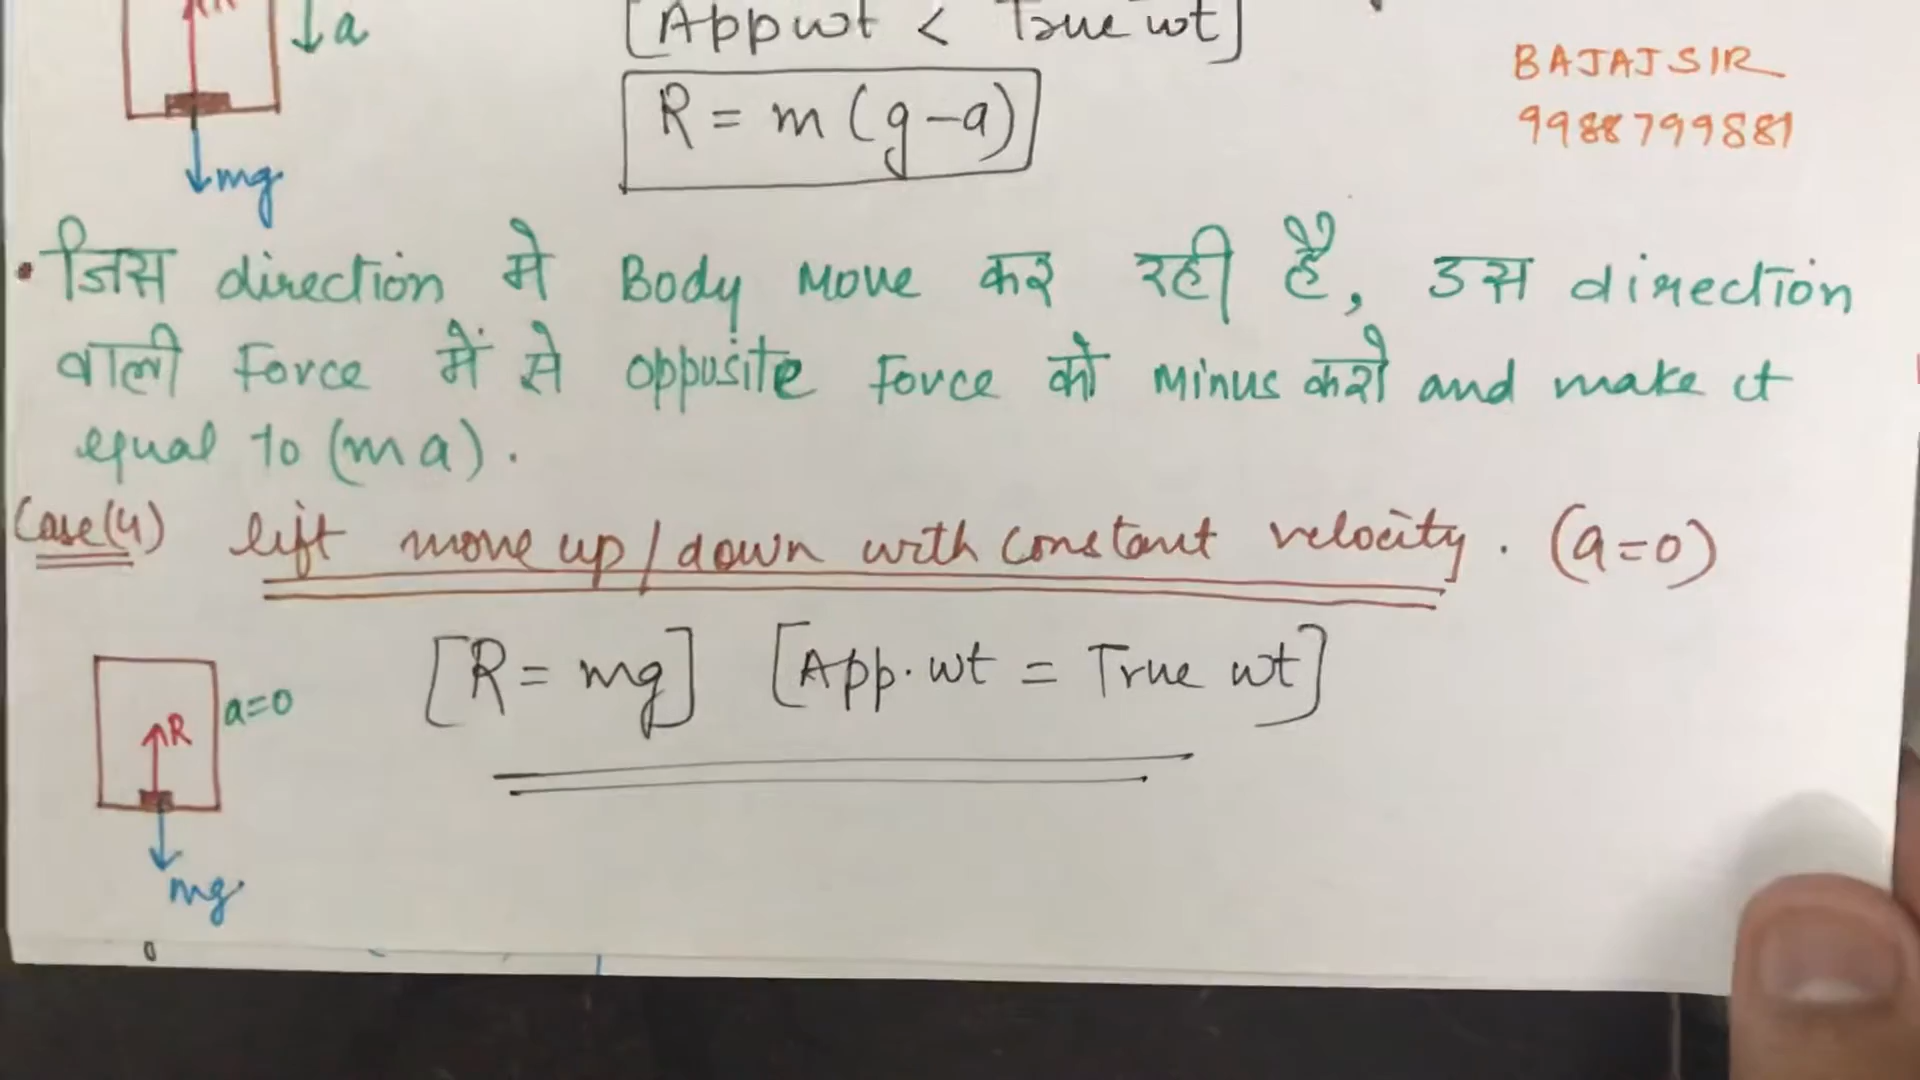 ↓a
[App wt < True wt]
R = m(g-a)
BAJAJ SIR
9988799881
↓mg
• जिस direction मे Body move कर रही है, उस direction
वाली Force में से opposite Force को minus करो and make it
equal to (ma).
Case(4) lift move up/down with constant velocity. (a=0)
[R = mg] [App. wt = True wt]
a=0
↑R
↓
mg